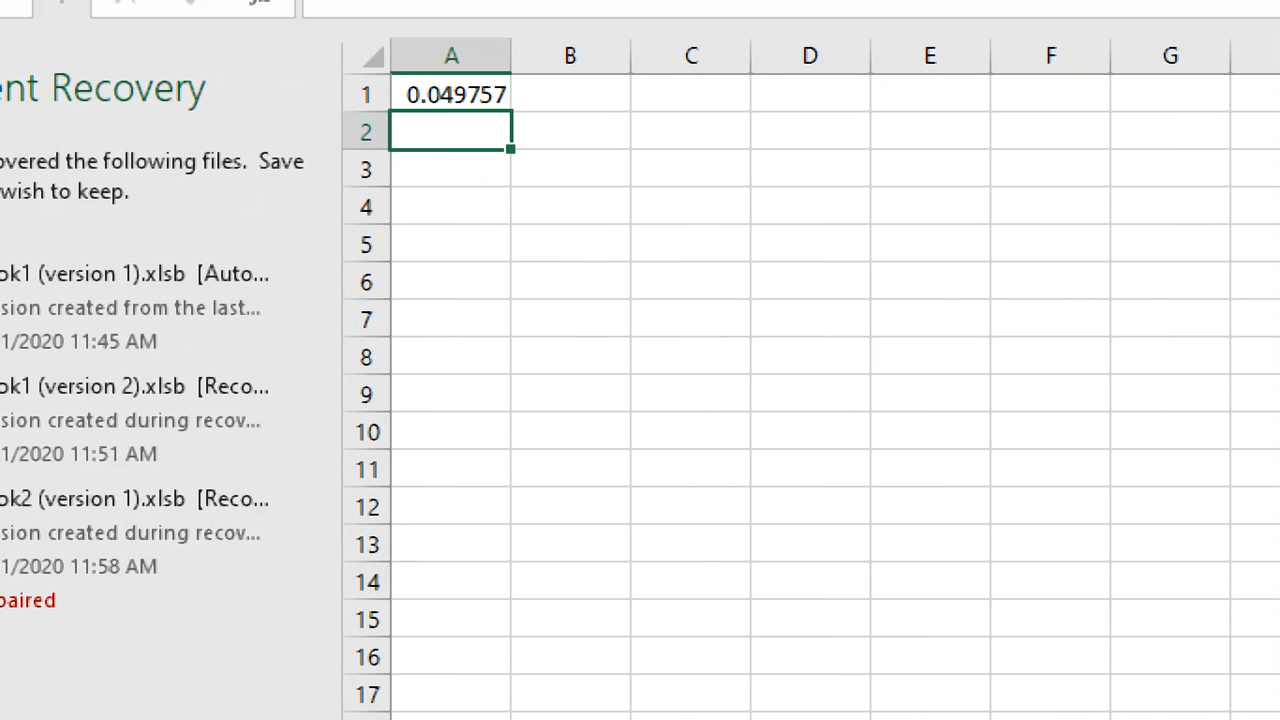 A B C D E F G
ent Recovery
overed the following files. Save
wish to keep.
ok1 (version 1).xlsb [Auto...
sion created from the last...
1/2020 11:45 AM
ok1 (version 2).xlsb [Reco...
sion created during recov...
1/2020 11:51 AM
ok2 (version 1).xlsb [Reco...
sion created during recov...
1/2020 11:58 AM
paired
1 0.049757
2
3
4
5
6
7
8
9
10
11
12
13
14
15
16
17